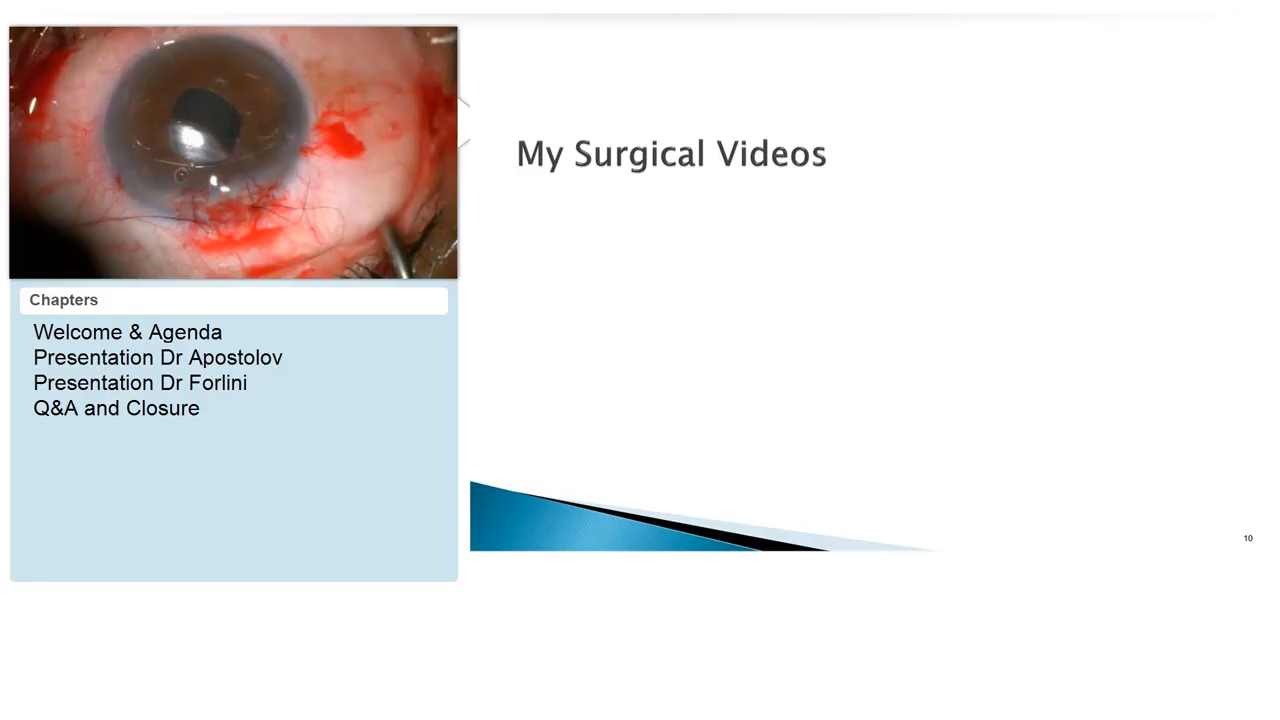 My Surgical Videos
Chapters
Welcome & Agenda
Presentation Dr Apostolov
Presentation Dr Forlini
Q&A and Closure
10